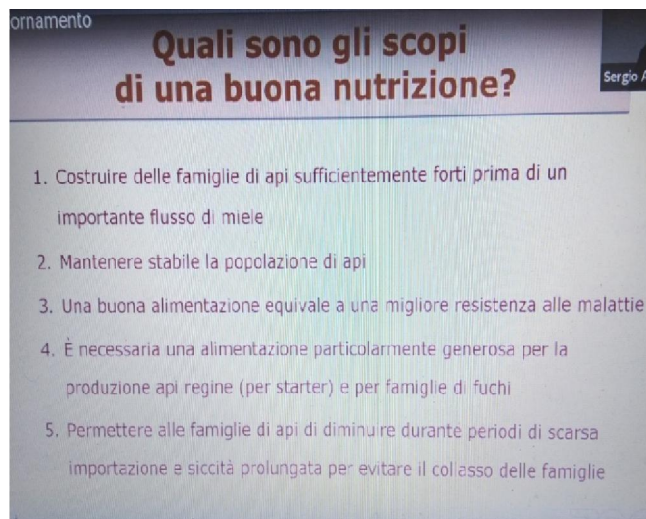 ornamento
Quali sono gli scopi
di una buona nutrizione?
Sergio A
1. Costruire delle famiglie di api sufficientemente forti prima di un
importante flusso di miele
2. Mantenere stabile la popolazione di api
3. Una buona alimentazione equivale a una migliore resistenza alle malattie
4. È necessaria una alimentazione particolarmente generosa per la
produzione api regine (per starter) e per famiglie di fuchi
5. Permettere alle famiglie di api di diminuire durante periodi di scarsa
importazione e siccità prolungata per evitare il collasso delle famiglie